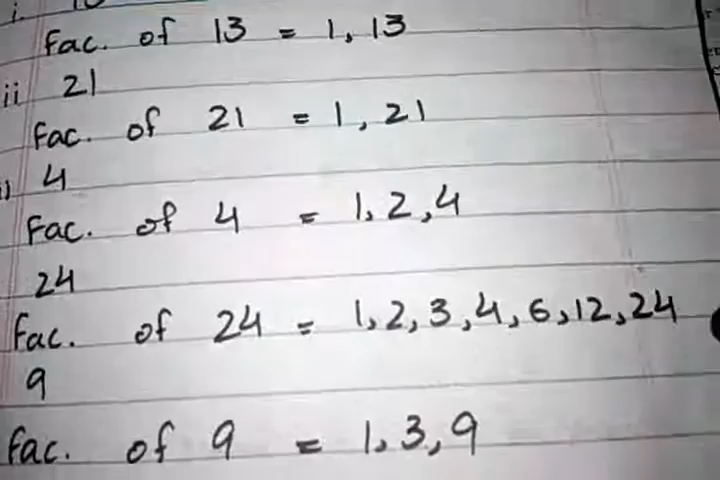 i.
Fac. of 13 = 1, 13
ii 21
Fac. of 21 = 1, 21
4
Fac. of 4 = 1, 2, 4
24
Fac. of 24 = 1, 2, 3, 4, 6, 12, 24
9
Fac. of 9 = 1, 3, 9